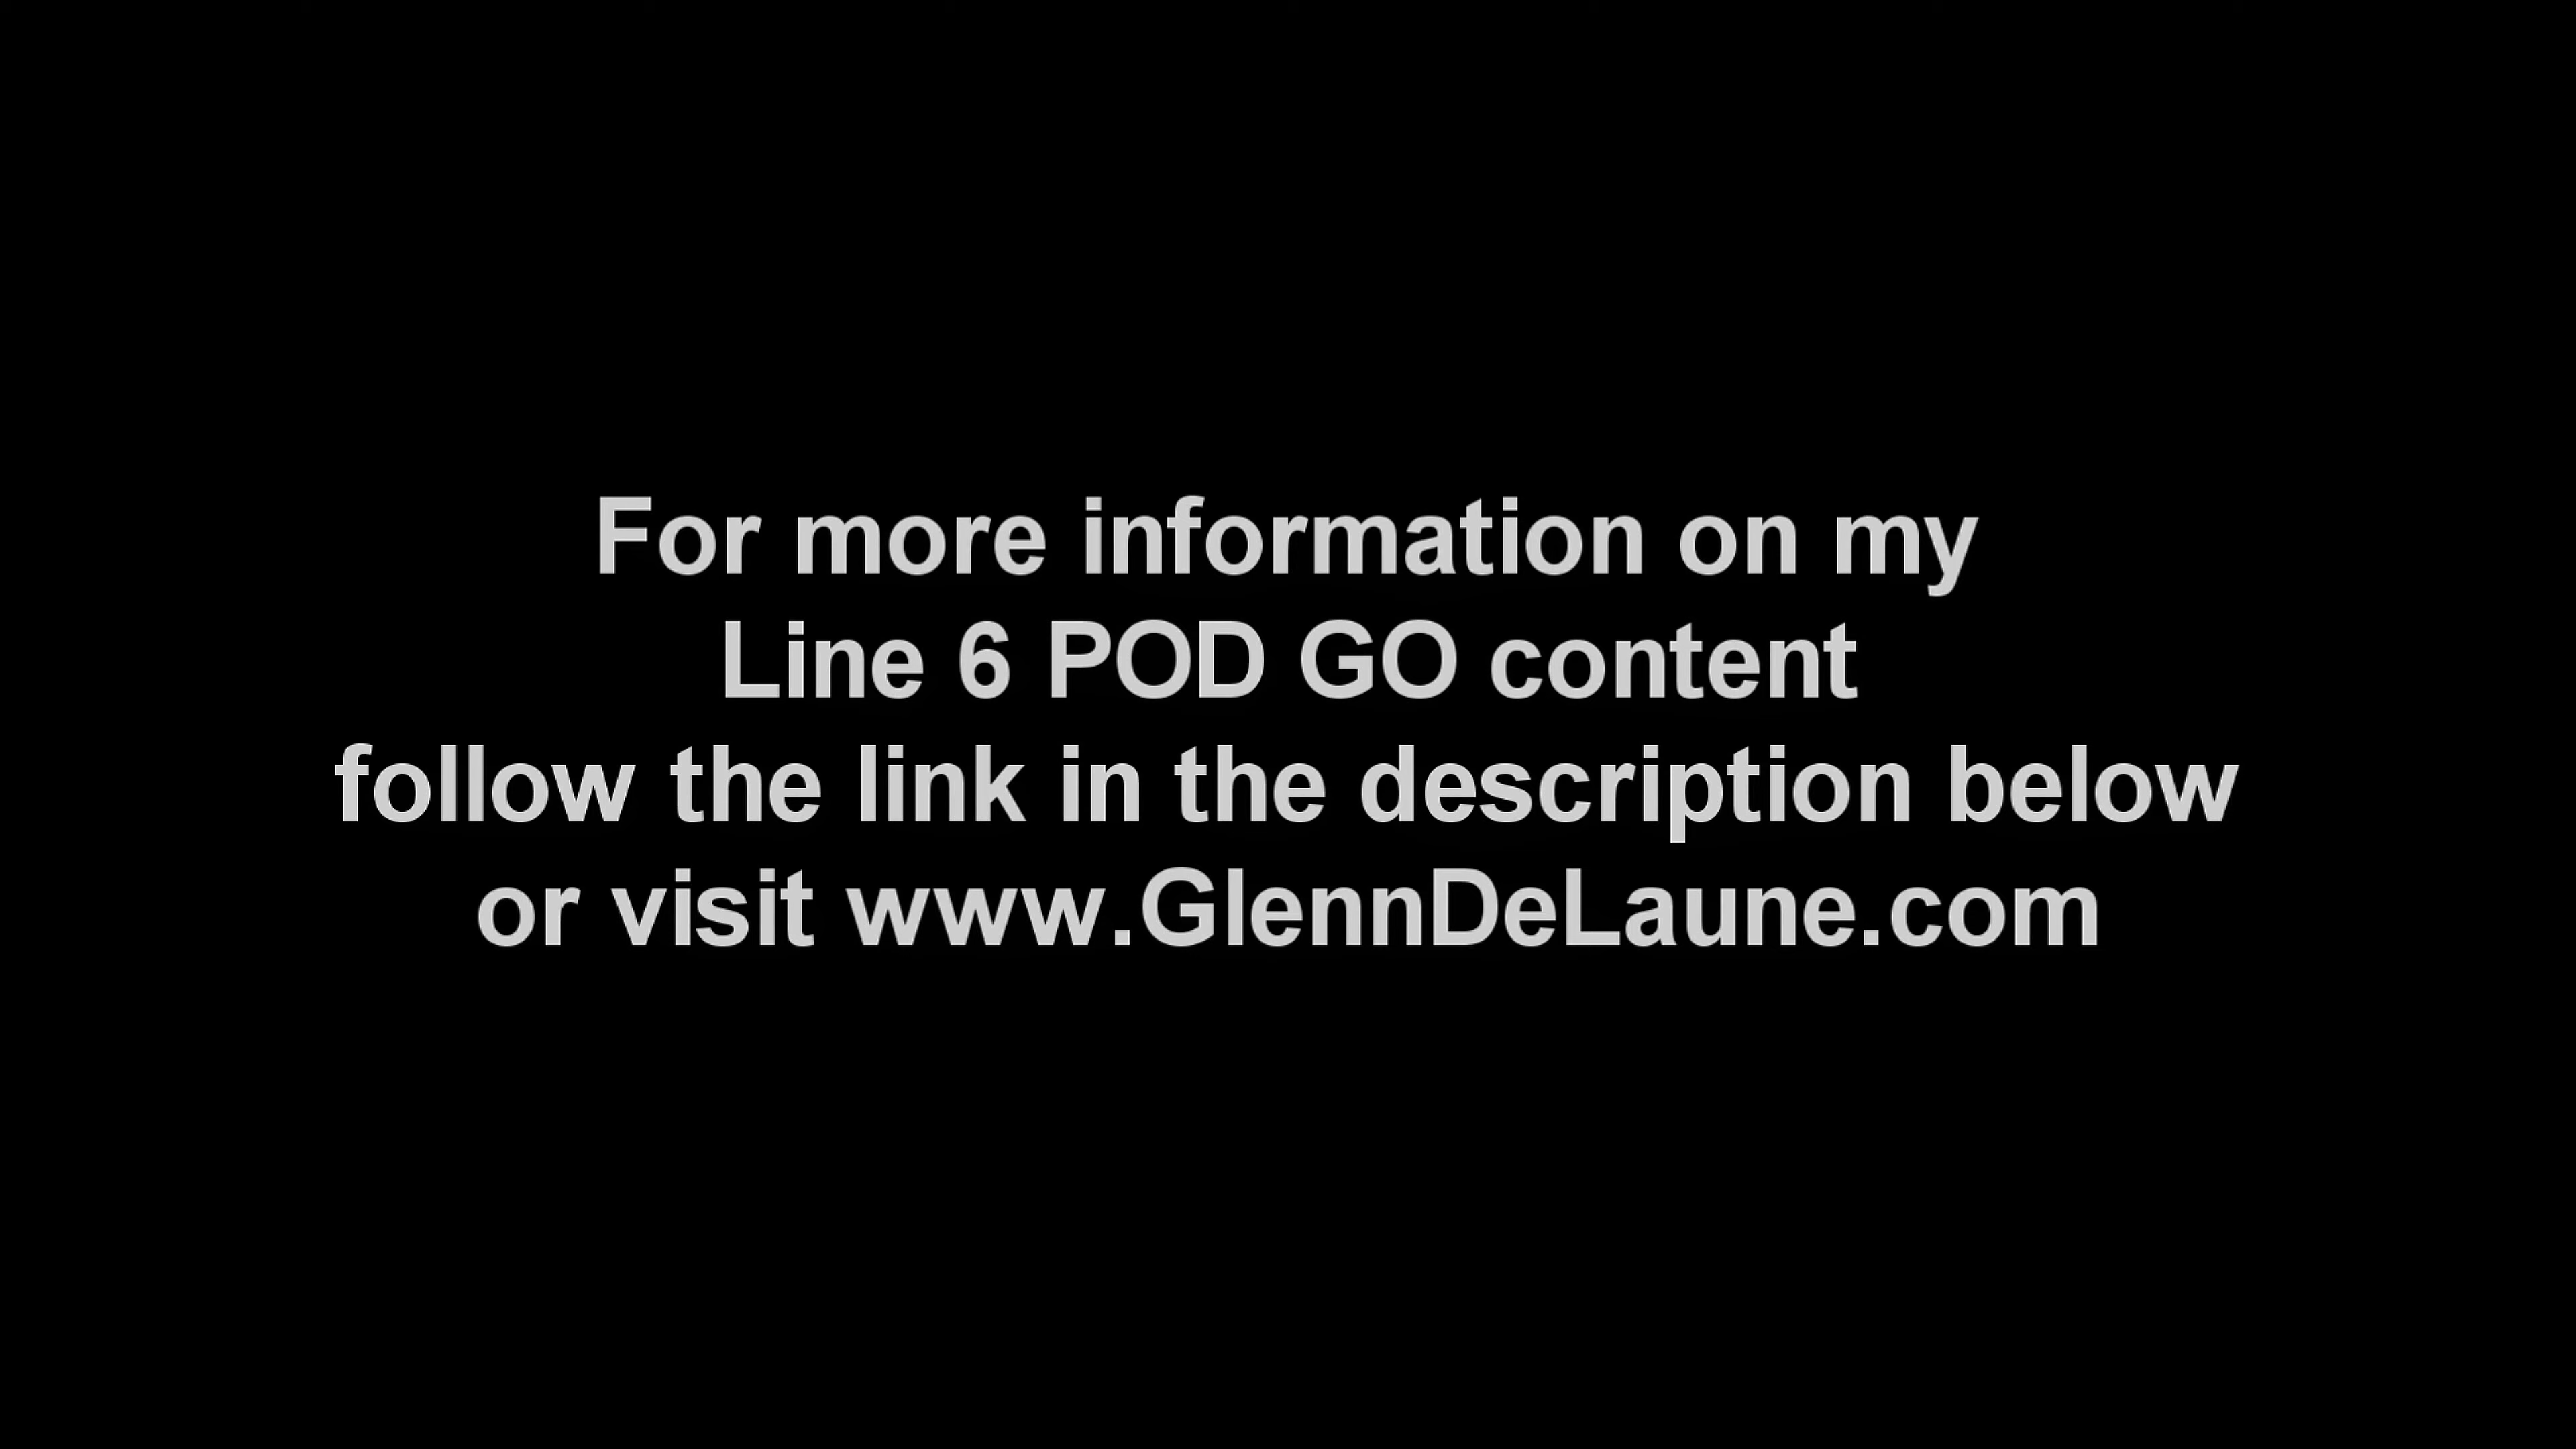 For more information on my
Line 6 POD GO content
follow the link in the description below
or visit www.GlennDeLaune.com